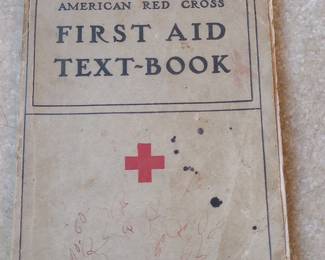 AMERICAN RED CROSS
FIRST AID
TEXT-BOOK